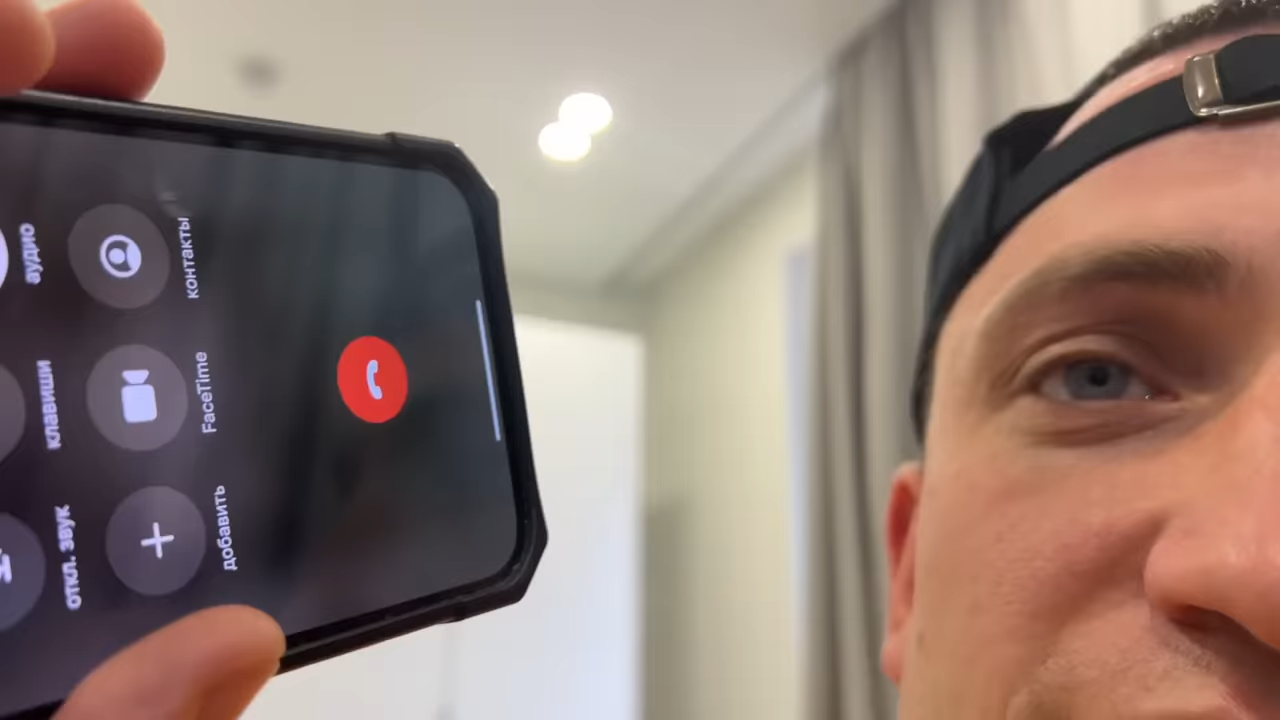 откл. звук
клавиши
аудио
добавить
FaceTime
контакты